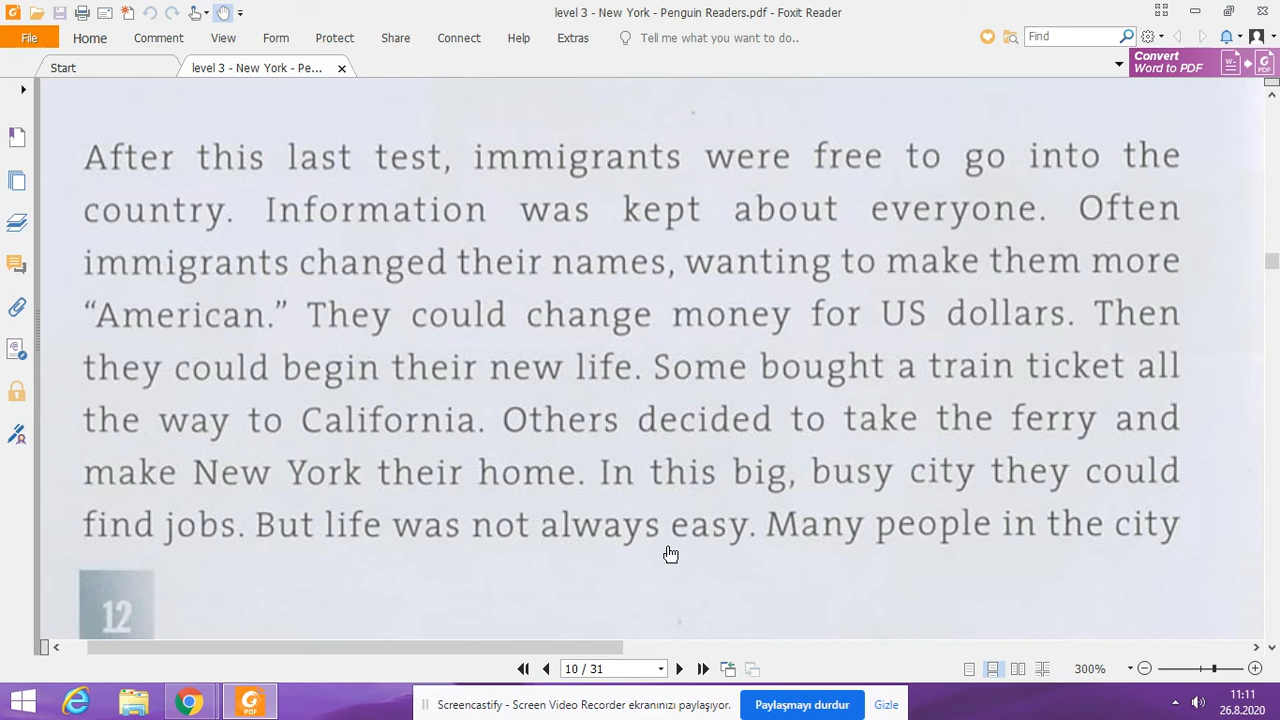 level 3 - New York - Penguin Readers.pdf - Foxit Reader
File Home Comment View Form Protect Share Connect Help Extras Tell me what you want to do.. Find
Start level 3 - New York - Pe... Convert Word to PDF
After this last test, immigrants were free to go into the
country. Information was kept about everyone. Often
immigrants changed their names, wanting to make them more
“American.” They could change money for US dollars. Then
they could begin their new life. Some bought a train ticket all
the way to California. Others decided to take the ferry and
make New York their home. In this big, busy city they could
find jobs. But life was not always easy. Many people in the city
12
10 / 31 300%
Screencastify - Screen Video Recorder ekranınızı paylaşıyor. Paylaşmayı durdur Gizle
11:11
26.8.2020